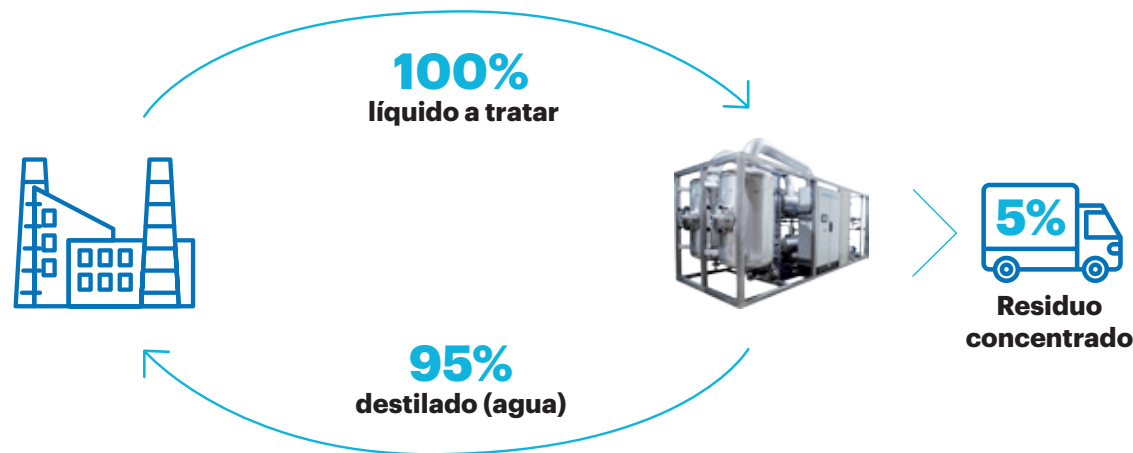 100%
líquido a tratar
5%
Residuo
concentrado
95%
destilado (agua)